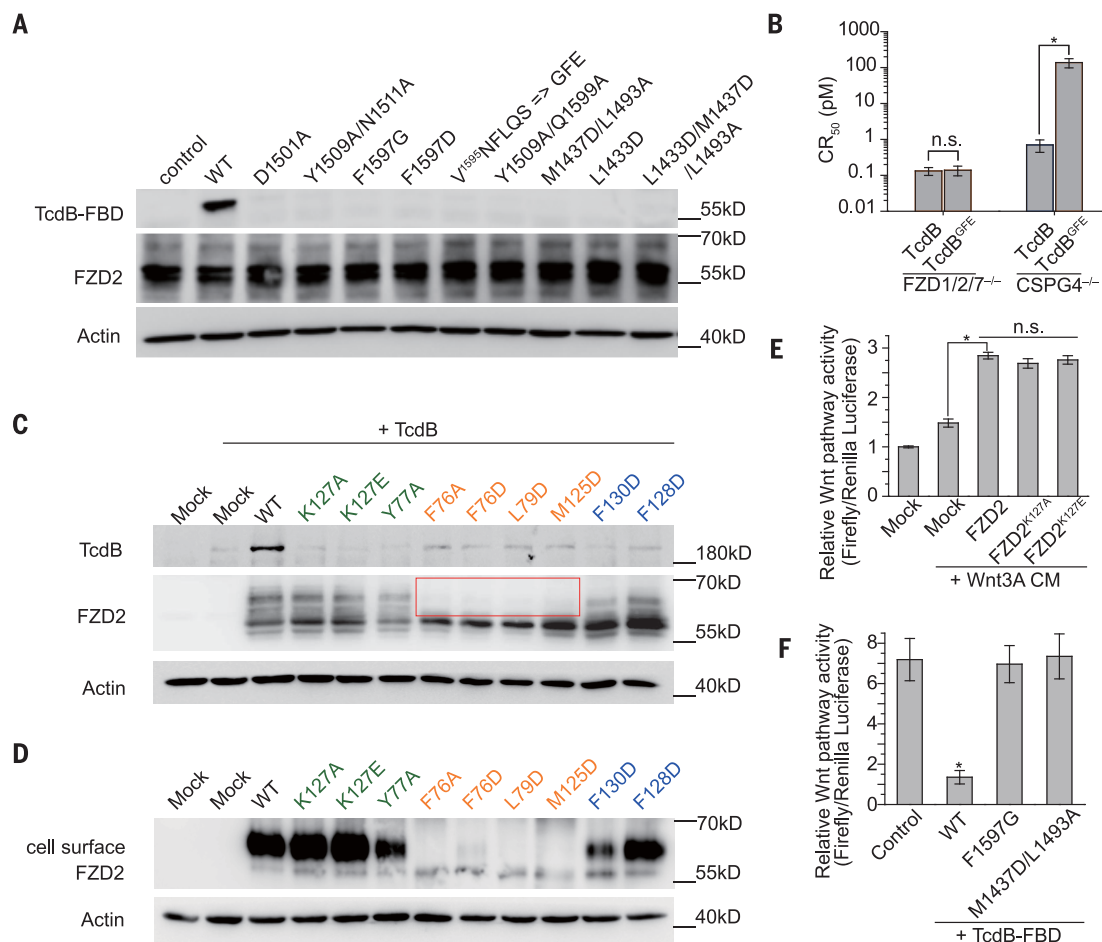 A
control
WT
D1501A
Y1509A/N1511A
F1597G
F1597D
V¹⁵⁹⁵NFLQS => GFE
Y1509A/Q1599A
M1437D/L1493A
L1433D
L1433D/M1437D
/L1493A
TcdB-FBD
55kD
70kD
FZD2
55kD
Actin
40kD
B
CR₅₀ (pM)
1000
100
10
1
0.1
0.01
n.s.
*
TcdB
TcdBᴳᶠᴱ
TcdB
TcdBᴳᶠᴱ
FZD1/2/7⁻/⁻
CSPG4⁻/⁻
C
+ TcdB
Mock
Mock
WT
K127A
K127E
Y77A
F76A
F76D
L79D
M125D
F130D
F128D
TcdB
180kD
70kD
FZD2
55kD
Actin
40kD
D
Mock
Mock
WT
K127A
K127E
Y77A
F76A
F76D
L79D
M125D
F130D
F128D
70kD
cell surface
FZD2
55kD
Actin
40kD
E
Relative Wnt pathway activity
(Firefly/Renilla Luciferase)
3
2
1
0
n.s.
*
Mock
Mock
FZD2
FZD2ᴷ¹²⁷ᴬ
FZD2ᴷ¹²⁷ᴱ
+ Wnt3A CM
F
Relative Wnt pathway activity
(Firefly/Renilla Luciferase)
8
6
4
2
0
*
Control
WT
F1597G
M1437D/L1493A
+ TcdB-FBD